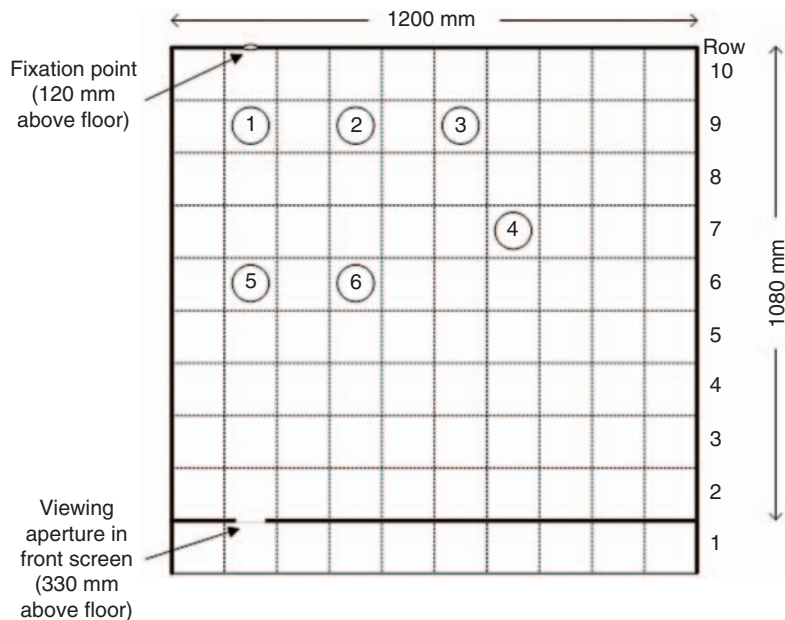 1200 mm
Fixation point
(120 mm
above floor)
Row
10
1
2
3
9
8
4
7
5
6
6
5
1080 mm
4
3
2
Viewing
aperture in
front screen
(330 mm
above floor)
1